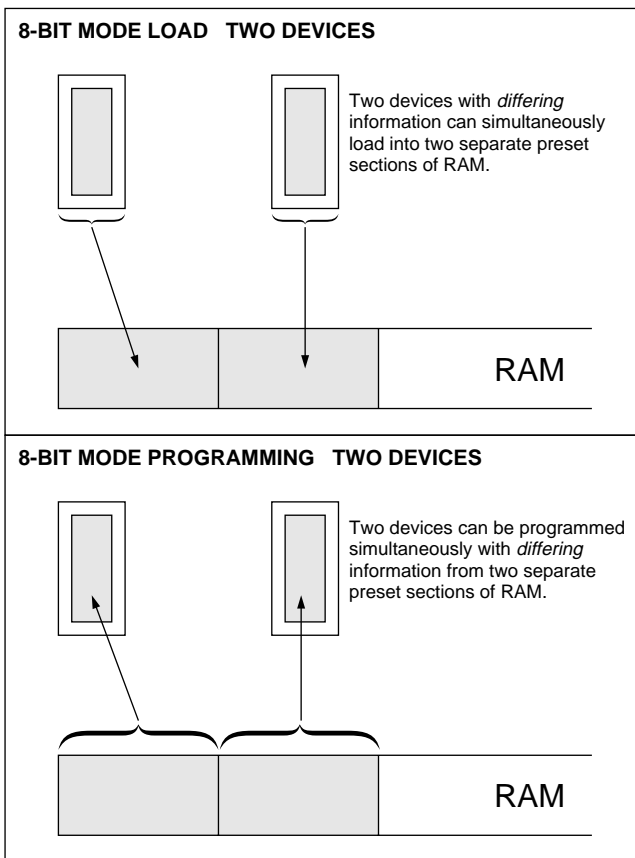 8-BIT MODE LOAD TWO DEVICES
Two devices with differing
information can simultaneously
load into two separate preset
sections of RAM.
RAM
8-BIT MODE PROGRAMMING TWO DEVICES
Two devices can be programmed
simultaneously with differing
information from two separate
preset sections of RAM.
RAM